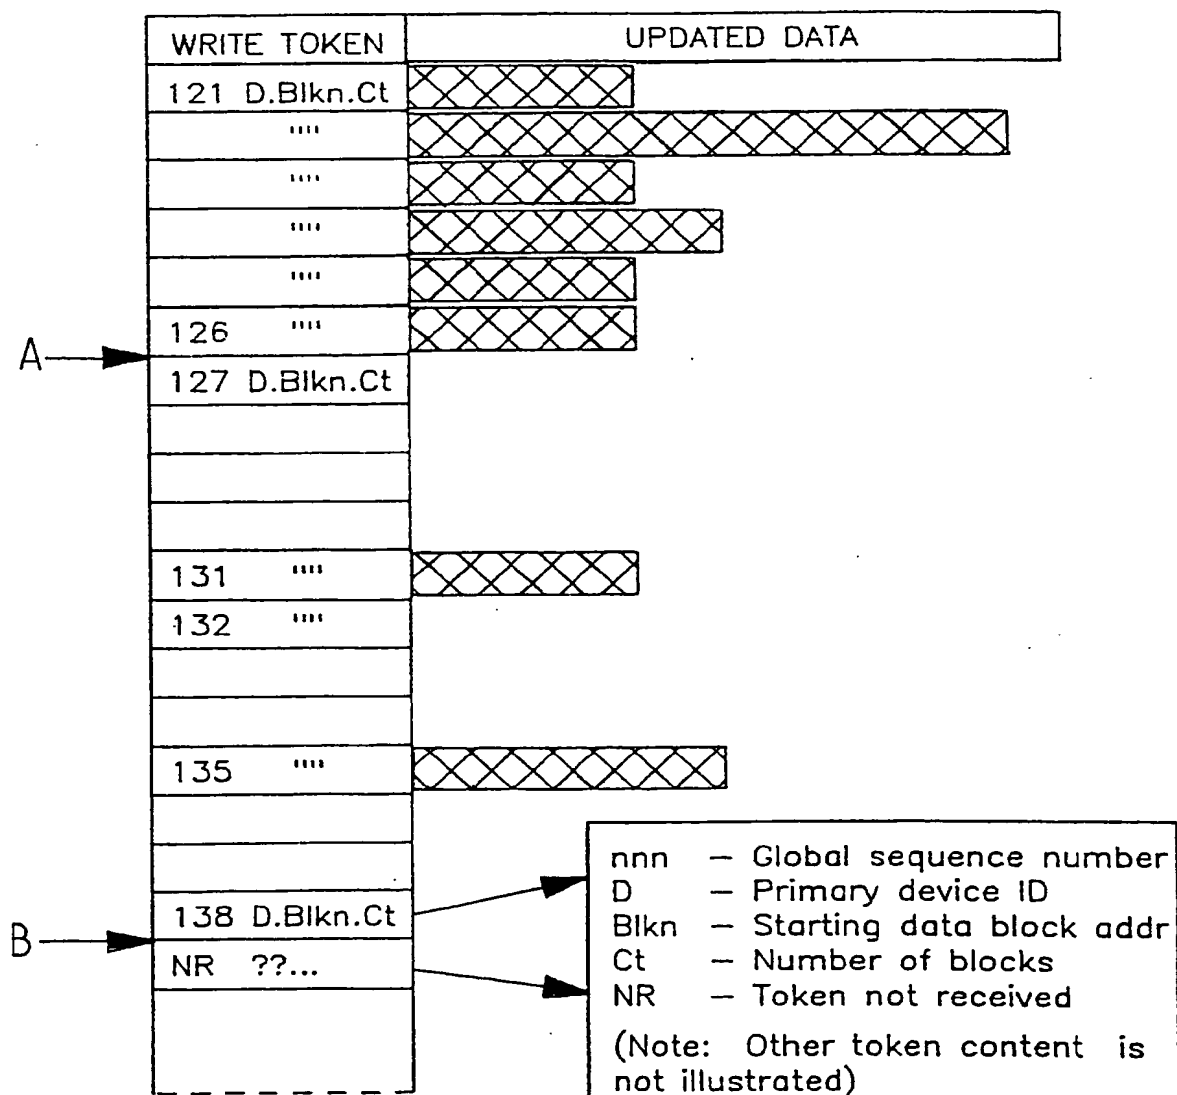 WRITE TOKEN UPDATED DATA
121 D.Blkn.Ct
""
""
""
""
126 ""
A
127 D.Blkn.Ct
131 ""
132 ""
135 ""
138 D.Blkn.Ct
B
NR ??...
nnn – Global sequence number
D – Primary device ID
Blkn – Starting data block addr
Ct – Number of blocks
NR – Token not received
(Note: Other token content is
not illustrated)